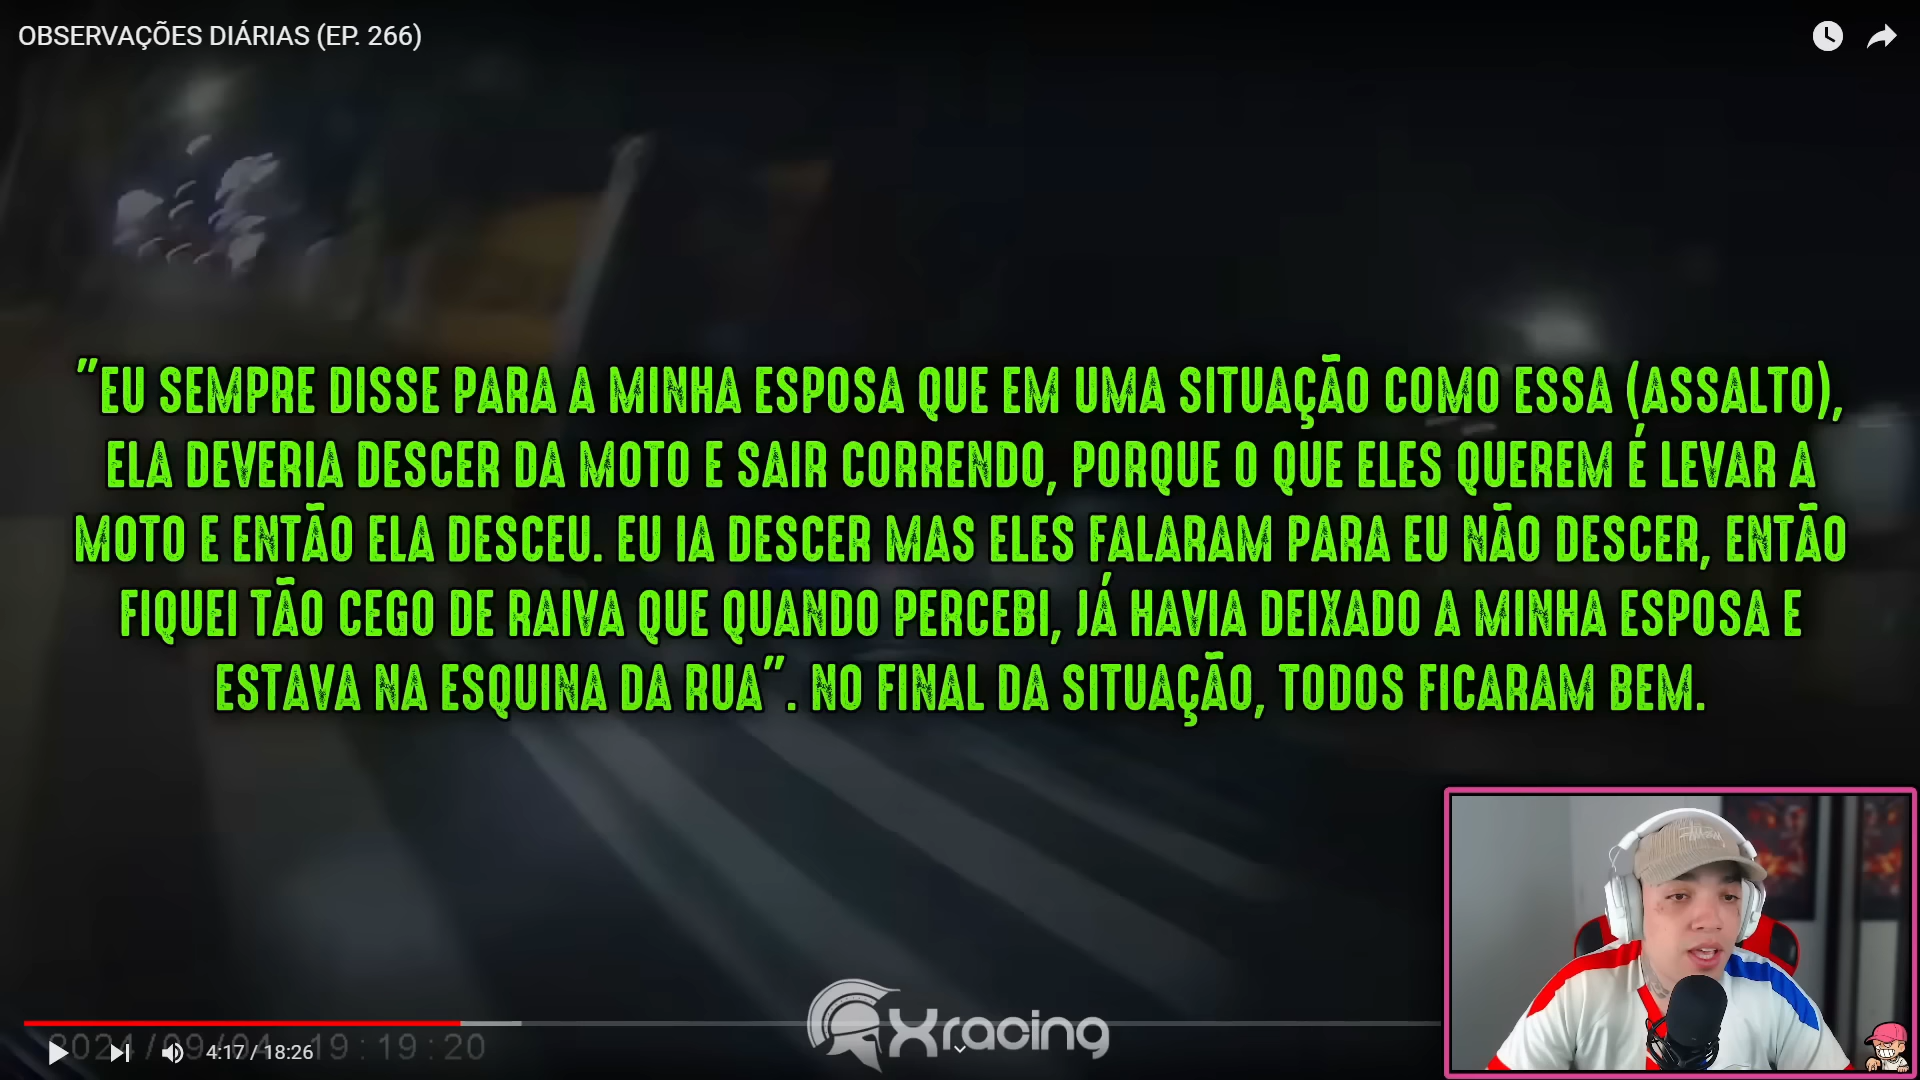 OBSERVAÇÕES DIÁRIAS (EP. 266)
"EU SEMPRE DISSE PARA A MINHA ESPOSA QUE EM UMA SITUAÇÃO COMO ESSA (ASSALTO),
ELA DEVERIA DESCER DA MOTO E SAIR CORRENDO, PORQUE O QUE ELES QUEREM É LEVAR A
MOTO E ENTÃO ELA DESCEU. EU IA DESCER MAS ELES FALARAM PARA EU NÃO DESCER, ENTÃO
FIQUEI TÃO CEGO DE RAIVA QUE QUANDO PERCEBI, JÁ HAVIA DEIXADO A MINHA ESPOSA E
ESTAVA NA ESQUINA DA RUA". NO FINAL DA SITUAÇÃO, TODOS FICARAM BEM.
Xracing
2024/09/04 19:19:20
4:17 / 18:26